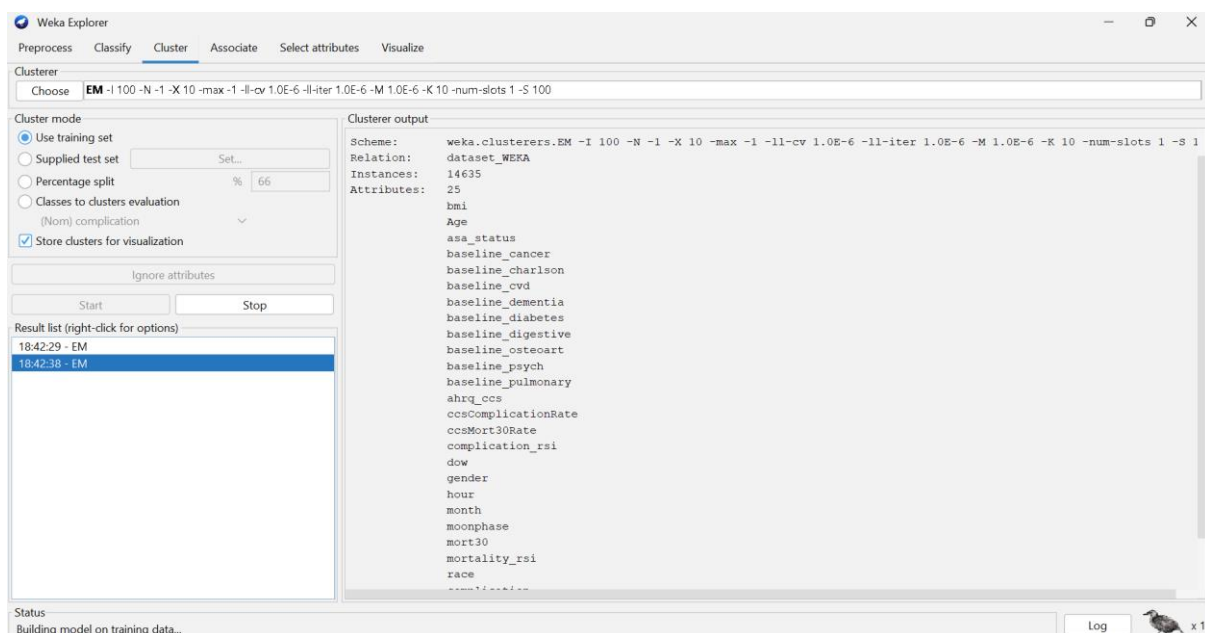 Weka Explorer
Preprocess Classify Cluster Associate Select attributes Visualize
Clusterer
Choose EM -I 100 -N -1 -X 10 -max -1 -ll-cv 1.0E-6 -ll-iter 1.0E-6 -M 1.0E-6 -K 10 -num-slots 1 -S 100
Cluster mode
Use training set
Supplied test set Set...
Percentage split % 66
Classes to clusters evaluation
(Nom) complication
Store clusters for visualization
Ignore attributes
Start Stop
Result list (right-click for options)
18:42:29 - EM
18:42:38 - EM
Clusterer output
Scheme: weka.clusterers.EM -I 100 -N -1 -X 10 -max -1 -ll-cv 1.0E-6 -ll-iter 1.0E-6 -M 1.0E-6 -K 10 -num-slots 1 -S 1
Relation: dataset_WEKA
Instances: 14635
Attributes: 25
bmi
Age
asa_status
baseline_cancer
baseline_charlson
baseline_cvd
baseline_dementia
baseline_diabetes
baseline_digestive
baseline_osteoart
baseline_psych
baseline_pulmonary
ahrq_ccs
ccsComplicationRate
ccsMort30Rate
complication_rsi
dow
gender
hour
month
moonphase
mort30
mortality_rsi
race
Status
Building model on training data...
Log x 1